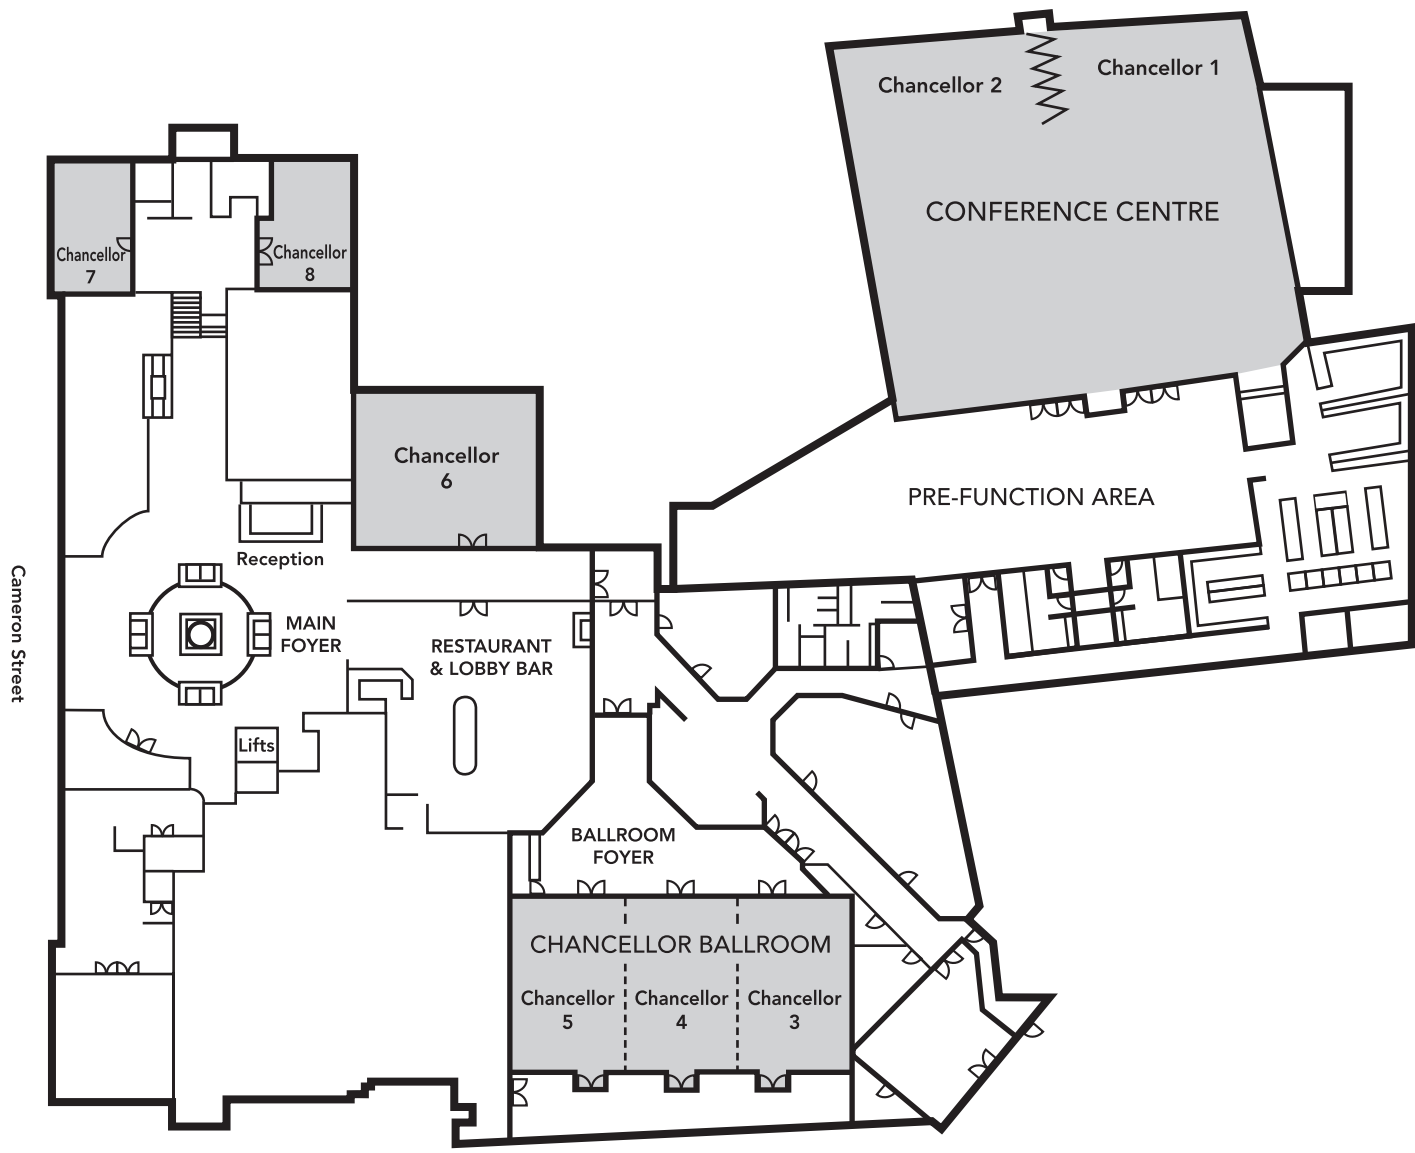 Chancellor 2
Chancellor 1
CONFERENCE CENTRE
Chancellor
7
Chancellor
8
Chancellor
6
PRE-FUNCTION AREA
Reception
Cameron Street
MAIN
FOYER
RESTAURANT
& LOBBY BAR
Lifts
BALLROOM
FOYER
CHANCELLOR BALLROOM
Chancellor
5
Chancellor
4
Chancellor
3